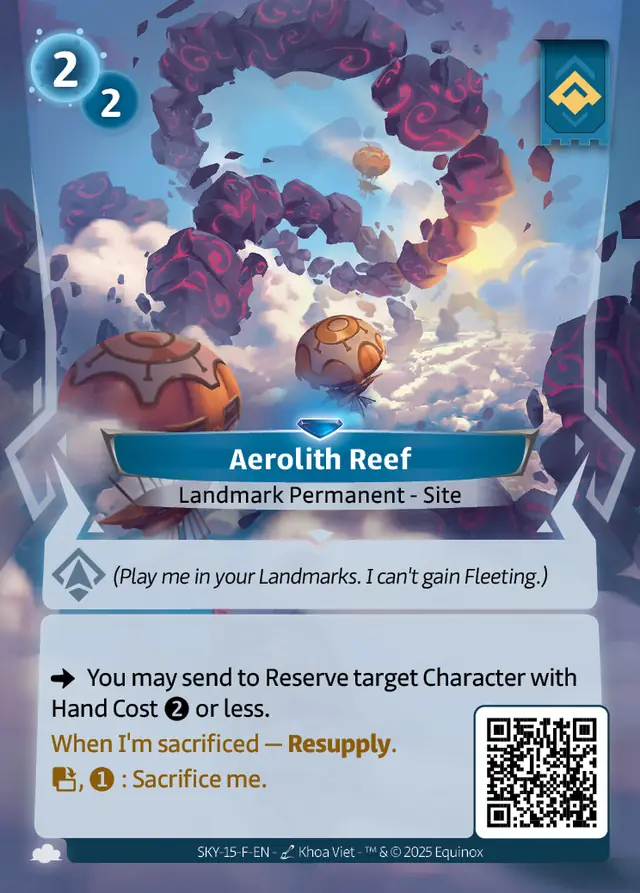 2
2
Aerolith Reef
Landmark Permanent - Site
(Play me in your Landmarks. I can't gain Fleeting.)
You may send to Reserve target Character with
Hand Cost 2 or less.
When I'm sacrificed — Resupply.
, 1 : Sacrifice me.
SKY-15-F-EN - Khoa Viet - ™ & © 2025 Equinox